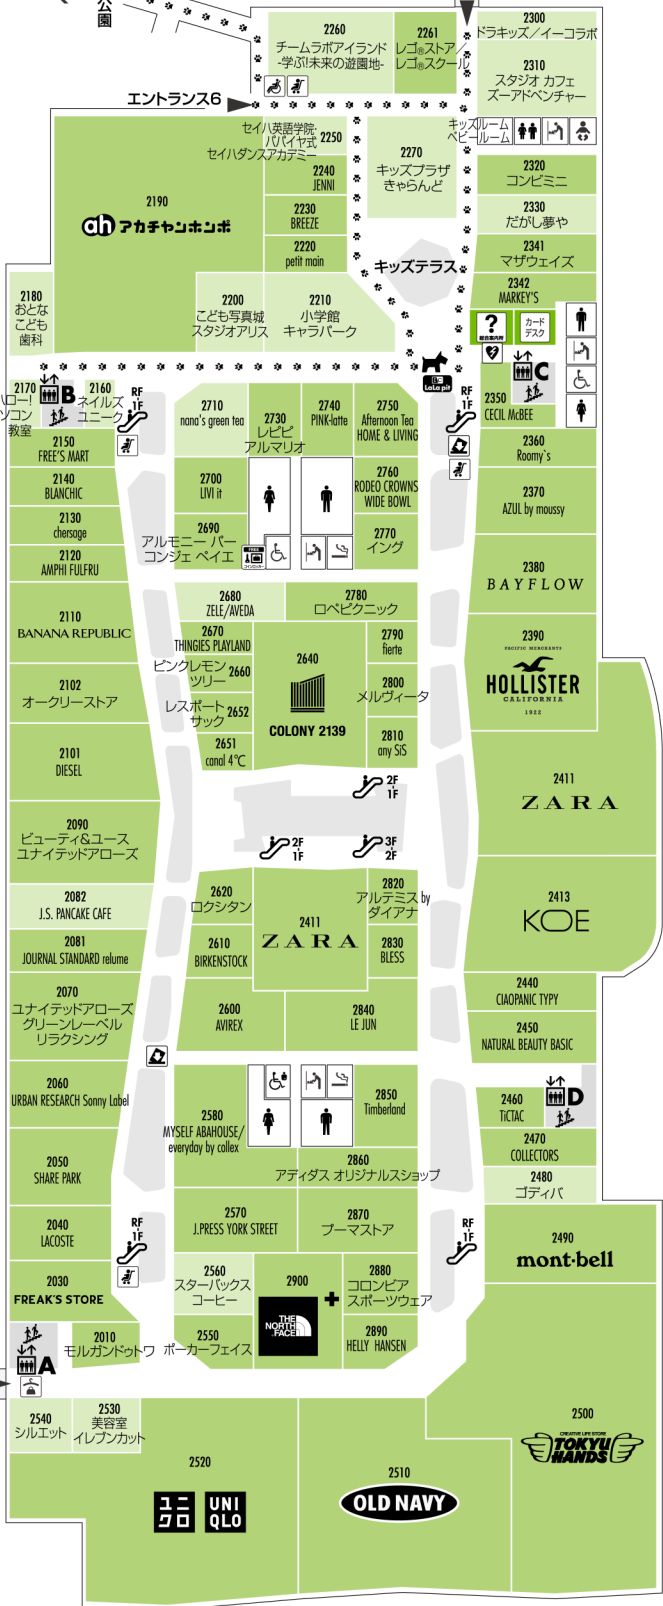 公園
2260
チームラボアイランド
-学ぶ!未来の遊園地-
2261
レゴ®ストア/
レゴ®スクール
2300
ドラキッズ/イーコラボ
2310
スタジオ カフェ
ズーアドベンチャー
エントランス6
キッズルーム
ベビールーム
セイハ英語学院・
パパイヤ式
セイハダンスアカデミー
2250
2240
JENNI
2230
BREEZE
2220
petit main
2190
ah アカチャンホンポ
2270
キッズプラザ
きゃらんど
キッズテラス
2320
コンビミニ
2330
だがし夢や
2341
マザウェイズ
2342
MARKEY'S
2180
おとな
こども
歯科
2200
こども写真城
スタジオアリス
2210
小学館
キャラパーク
?
総合案内所
カード
デスク
C
LaLa pit
2170
ハロー!
ソコン
教室
B
2160
ネイルズ
ユニーク
RF
1F
RF
1F
2350
CECIL McBEE
2150
FREE'S MART
2140
BLANCHIC
2130
chersage
2120
AMPHI FULFRU
2110
BANANA REPUBLIC
2102
オークリーストア
2101
DIESEL
2090
ビューティ&ユース
ユナイテッドアローズ
2082
J.S. PANCAKE CAFE
2081
JOURNAL STANDARD relume
2070
ユナイテッドアローズ
グリーンレーベル
リラクシング
2060
URBAN RESEARCH Sonny Label
2050
SHARE PARK
2040
LACOSTE
2030
FREAK'S STORE
2010
モルガンドゥトワ
A
2710
nana's green tea
2730
レピピ
アルマリオ
2740
PINK-latte
2750
Afternoon Tea
HOME & LIVING
2700
LIVI it
2690
アルモニー バー
コンジェ ペイエ
FREE
コインロッカー
2760
RODEO CROWNS
WIDE BOWL
2770
イング
2680
ZELE/AVEDA
2780
ロペピクニック
2670
THINGIES PLAYLAND
ピンクレモン
ツリー
2660
レスポート
サック
2652
2651
canal 4℃
2640
COLONY 2139
2790
fierte
2800
メルヴィータ
2810
any SiS
2F
1F
2F
1F
3F
2F
2620
ロクシタン
2610
BIRKENSTOCK
2411
ZARA
2820
アルテミス by
ダイアナ
2830
BLESS
2600
AVIREX
2840
LE JUN
2580
MYSELF ABAHOUSE/
everyday by collex
2850
Timberland
2860
アディダス オリジナルスショップ
2570
J.PRESS YORK STREET
2870
プーマストア
2560
スターバックス
コーヒー
2550
ポーカーフェイス
2900
THE
NORTH
FACE
+
2880
コロンビア
スポーツウェア
2890
HELLY HANSEN
2360
Roomy`s
2370
AZUL by moussy
2380
BAYFLOW
2390
PACIFIC MERCHANTS
HOLLISTER
CALIFORNIA
1922
2411
ZARA
2413
KOE
2440
CIAOPANIC TYPY
2450
NATURAL BEAUTY BASIC
2460
TiCTAC
D
2470
COLLECTORS
2480
ゴディバ
RF
1F
RF
1F
2490
mont-bell
2500
CREATIVE LIFE STORE
TOKYU
HANDS
2540
シルエット
2530
美容室
イレブンカット
2520
ユニ
クロ
UNI
QLO
2510
OLD NAVY